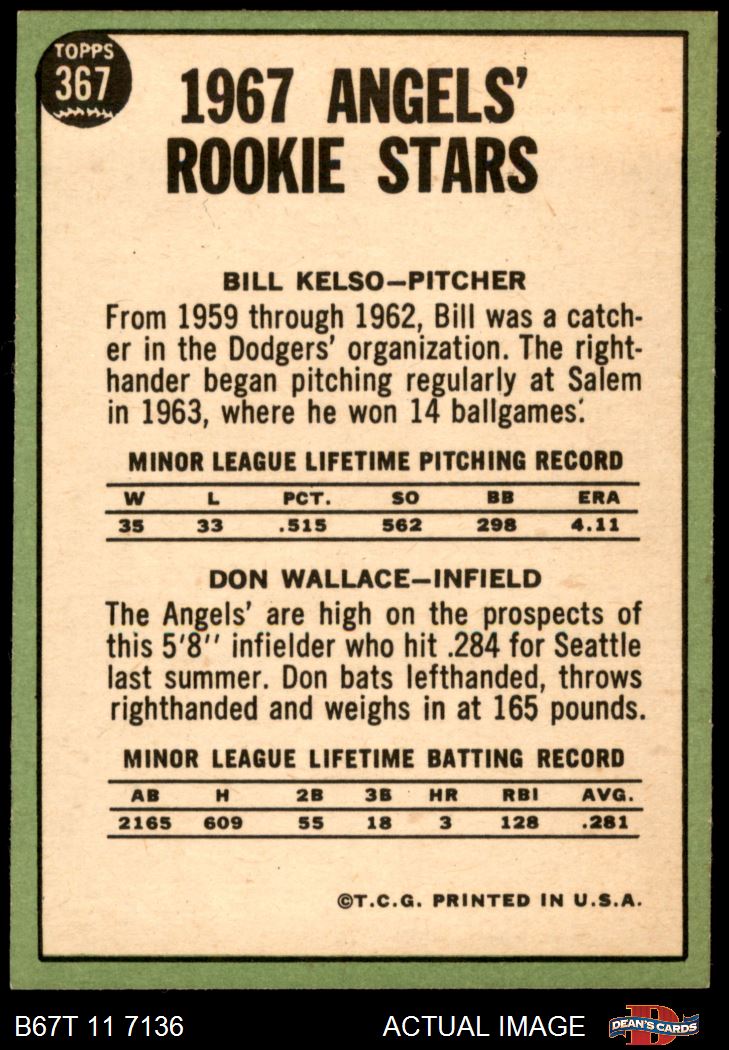 TOPPS
367
1967 ANGELS'
ROOKIE STARS
BILL KELSO—PITCHER
From 1959 through 1962, Bill was a catch-
er in the Dodgers' organization. The right-
hander began pitching regularly at Salem
in 1963, where he won 14 ballgames.
MINOR LEAGUE LIFETIME PITCHING RECORD
W L PCT. SO BB ERA
35 33 .515 562 298 4.11
DON WALLACE—INFIELD
The Angels' are high on the prospects of
this 5'8'' infielder who hit .284 for Seattle
last summer. Don bats lefthanded, throws
righthanded and weighs in at 165 pounds.
MINOR LEAGUE LIFETIME BATTING RECORD
AB H 2B 3B HR RBI AVG.
2165 609 55 18 3 128 .281
©T.C.G. PRINTED IN U.S.A.
B67T 11 7136 ACTUAL IMAGE DEAN'S CARDS